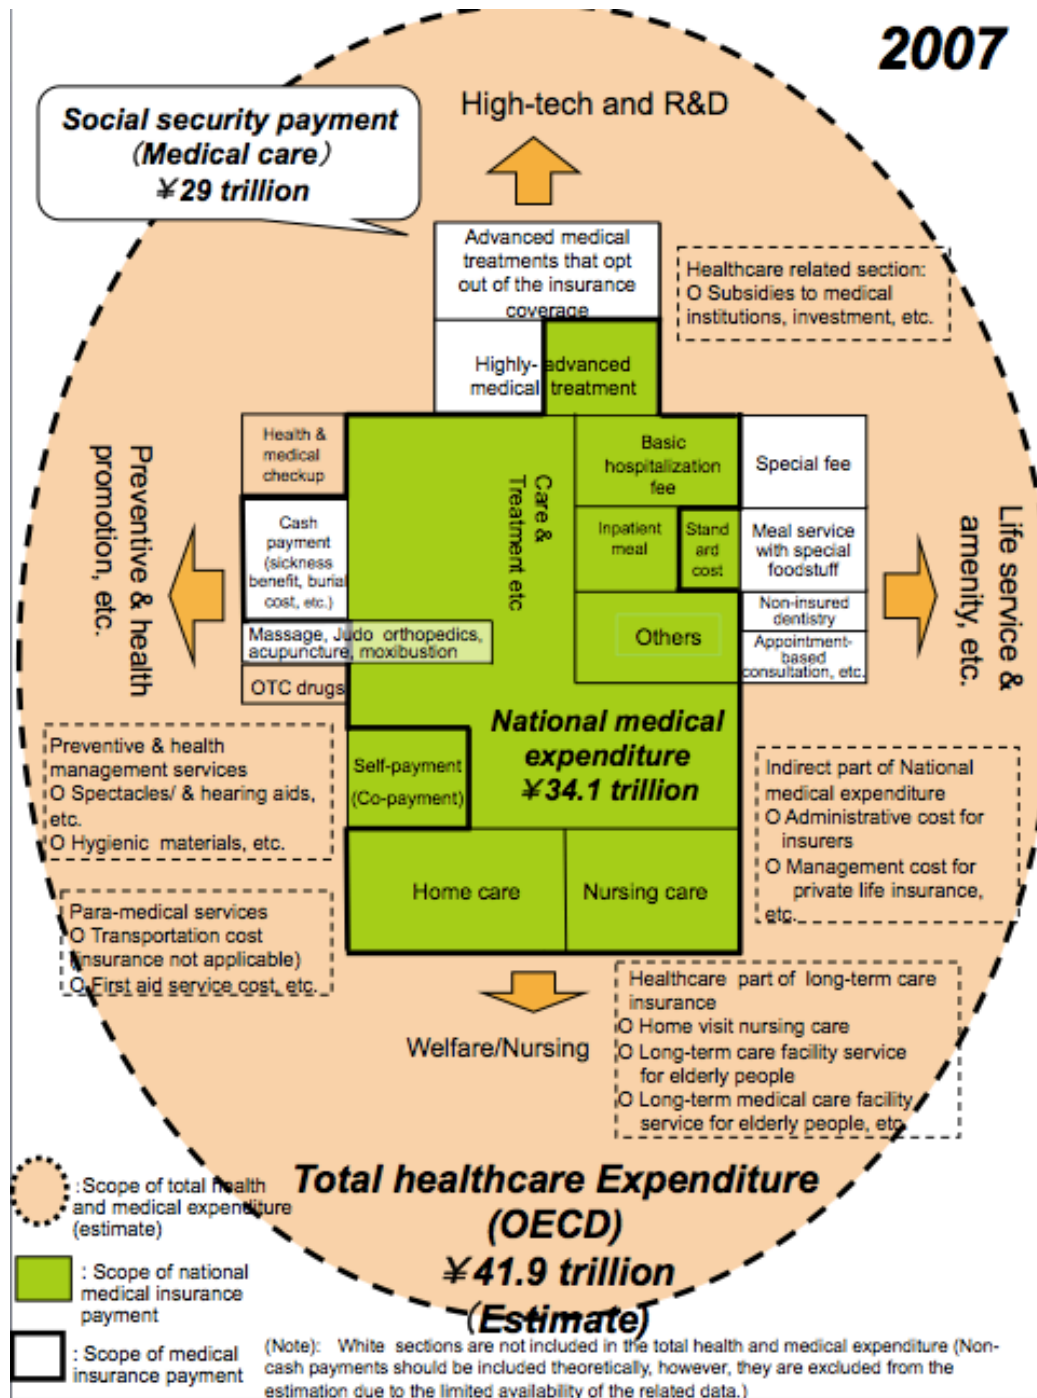 2007
Social security payment
(Medical care)
¥29 trillion
High-tech and R&D
Advanced medical
treatments that opt
out of the insurance
coverage
Healthcare related section:
O Subsidies to medical
institutions, investment, etc.
Highly-advanced
medical treatment
Health &
medical
checkup
Cash
payment
(sickness
benefit, burial
cost, etc.)
Massage, Judo orthopedics,
acupuncture, moxibustion
OTC drugs
Preventive & health
promotion, etc.
Care &
Treatment etc
Basic
hospitalization
fee
Special fee
Inpatient
meal
Stand
ard
cost
Meal service
with special
foodstuff
Others
Non-insured
dentistry
Appointment-
based
consultation, etc.
Life service &
amenity, etc.
National medical
expenditure
¥34.1 trillion
Self-payment
(Co-payment)
Preventive & health
management services
O Spectacles/ & hearing aids,
etc.
O Hygienic materials, etc.
Indirect part of National
medical expenditure
O Administrative cost for
insurers
O Management cost for
private life insurance,
etc.
Home care
Nursing care
Para-medical services
O Transportation cost
(insurance not applicable)
O First aid service cost, etc.
Welfare/Nursing
Healthcare part of long-term care
insurance
O Home visit nursing care
O Long-term care facility service
for elderly people
O Long-term medical care facility
service for elderly people, etc
Total healthcare Expenditure
(OECD)
¥41.9 trillion
(Estimate)
:Scope of total health
and medical expenditure
(estimate)
: Scope of national
medical insurance
payment
: Scope of medical
insurance payment
(Note): White sections are not included in the total health and medical expenditure (Non-
cash payments should be included theoretically, however, they are excluded from the
estimation due to the limited availability of the related data.)